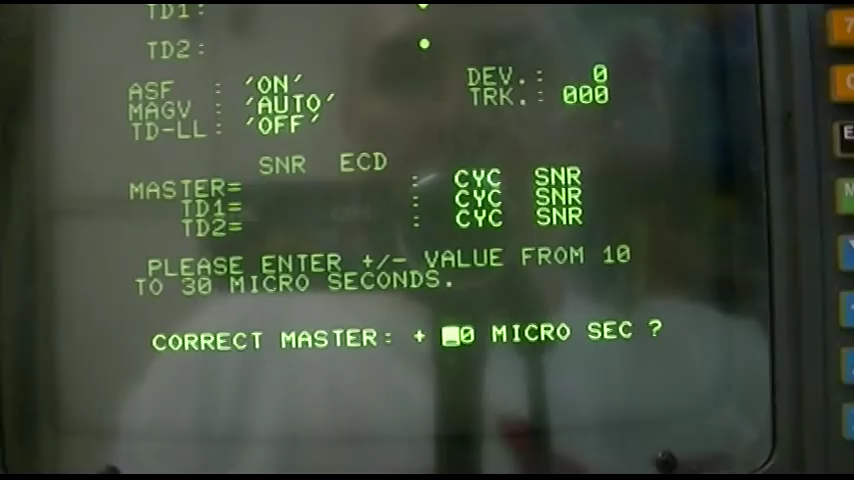 TD1:
TD2:
ASF : 'ON' DEV.: 0
MAGV : 'AUTO' TRK.: 000
TD-LL : 'OFF'
SNR ECD
MASTER= : CYC SNR
TD1= : CYC SNR
TD2= : CYC SNR
PLEASE ENTER +/- VALUE FROM 10
TO 30 MICRO SECONDS.
CORRECT MASTER: + 0 MICRO SEC ?